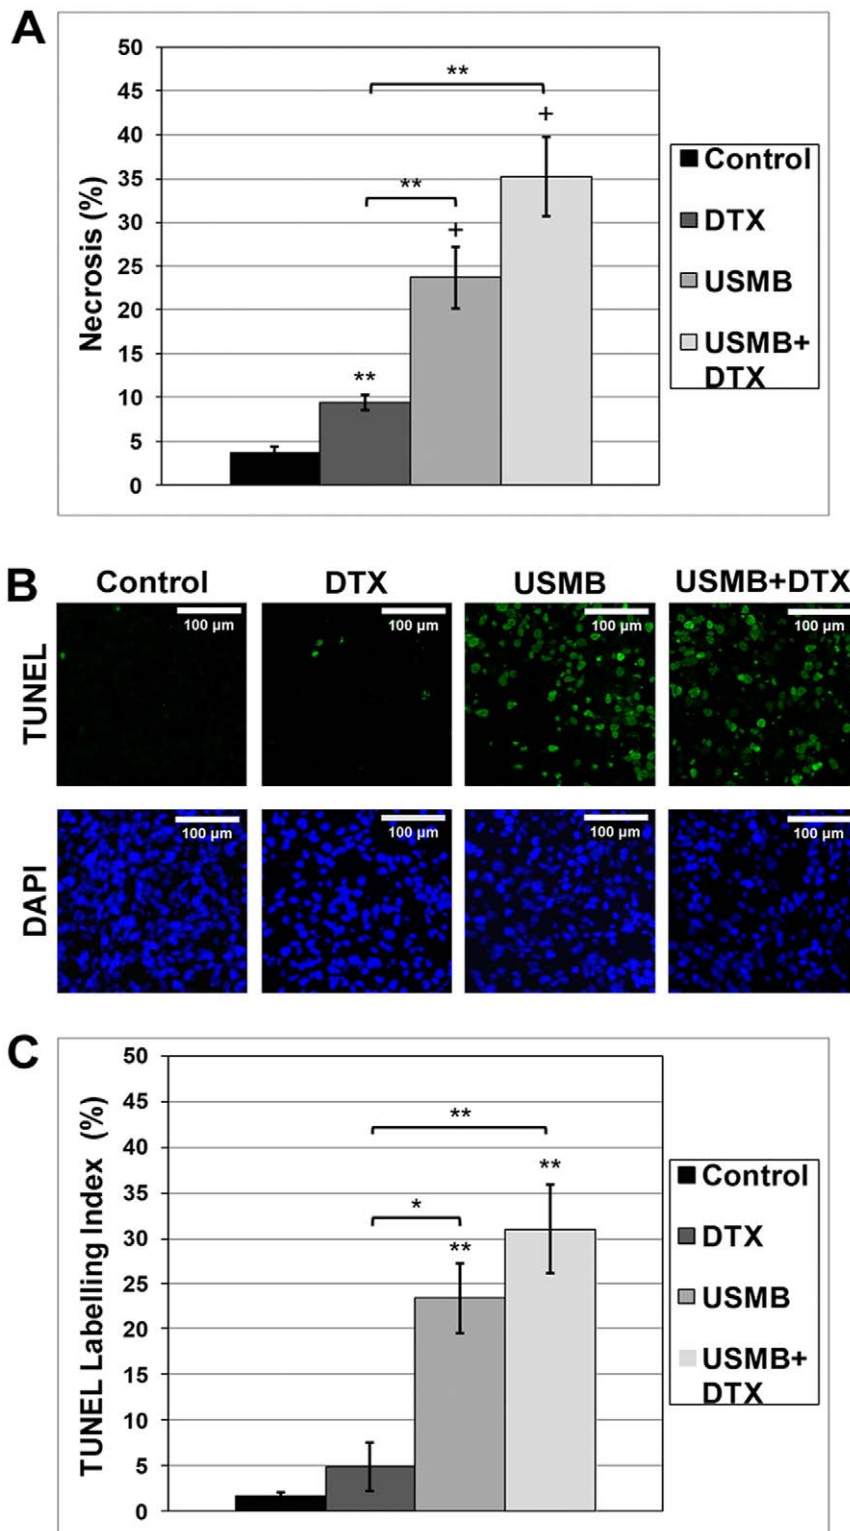 A
50
**
45
+
40
Control
35
**
Necrosis (%)
30
DTX
+
25
USMB
20
15
USMB+
DTX
**
10
5
0
B
Control DTX USMB USMB+DTX
TUNEL
100 µm 100 µm 100 µm 100 µm
DAPI
100 µm 100 µm 100 µm 100 µm
C
50
45
**
40
**
Control
35
*
TUNEL Labelling Index (%)
30
DTX
**
25
USMB
20
15
USMB+
DTX
10
5
0